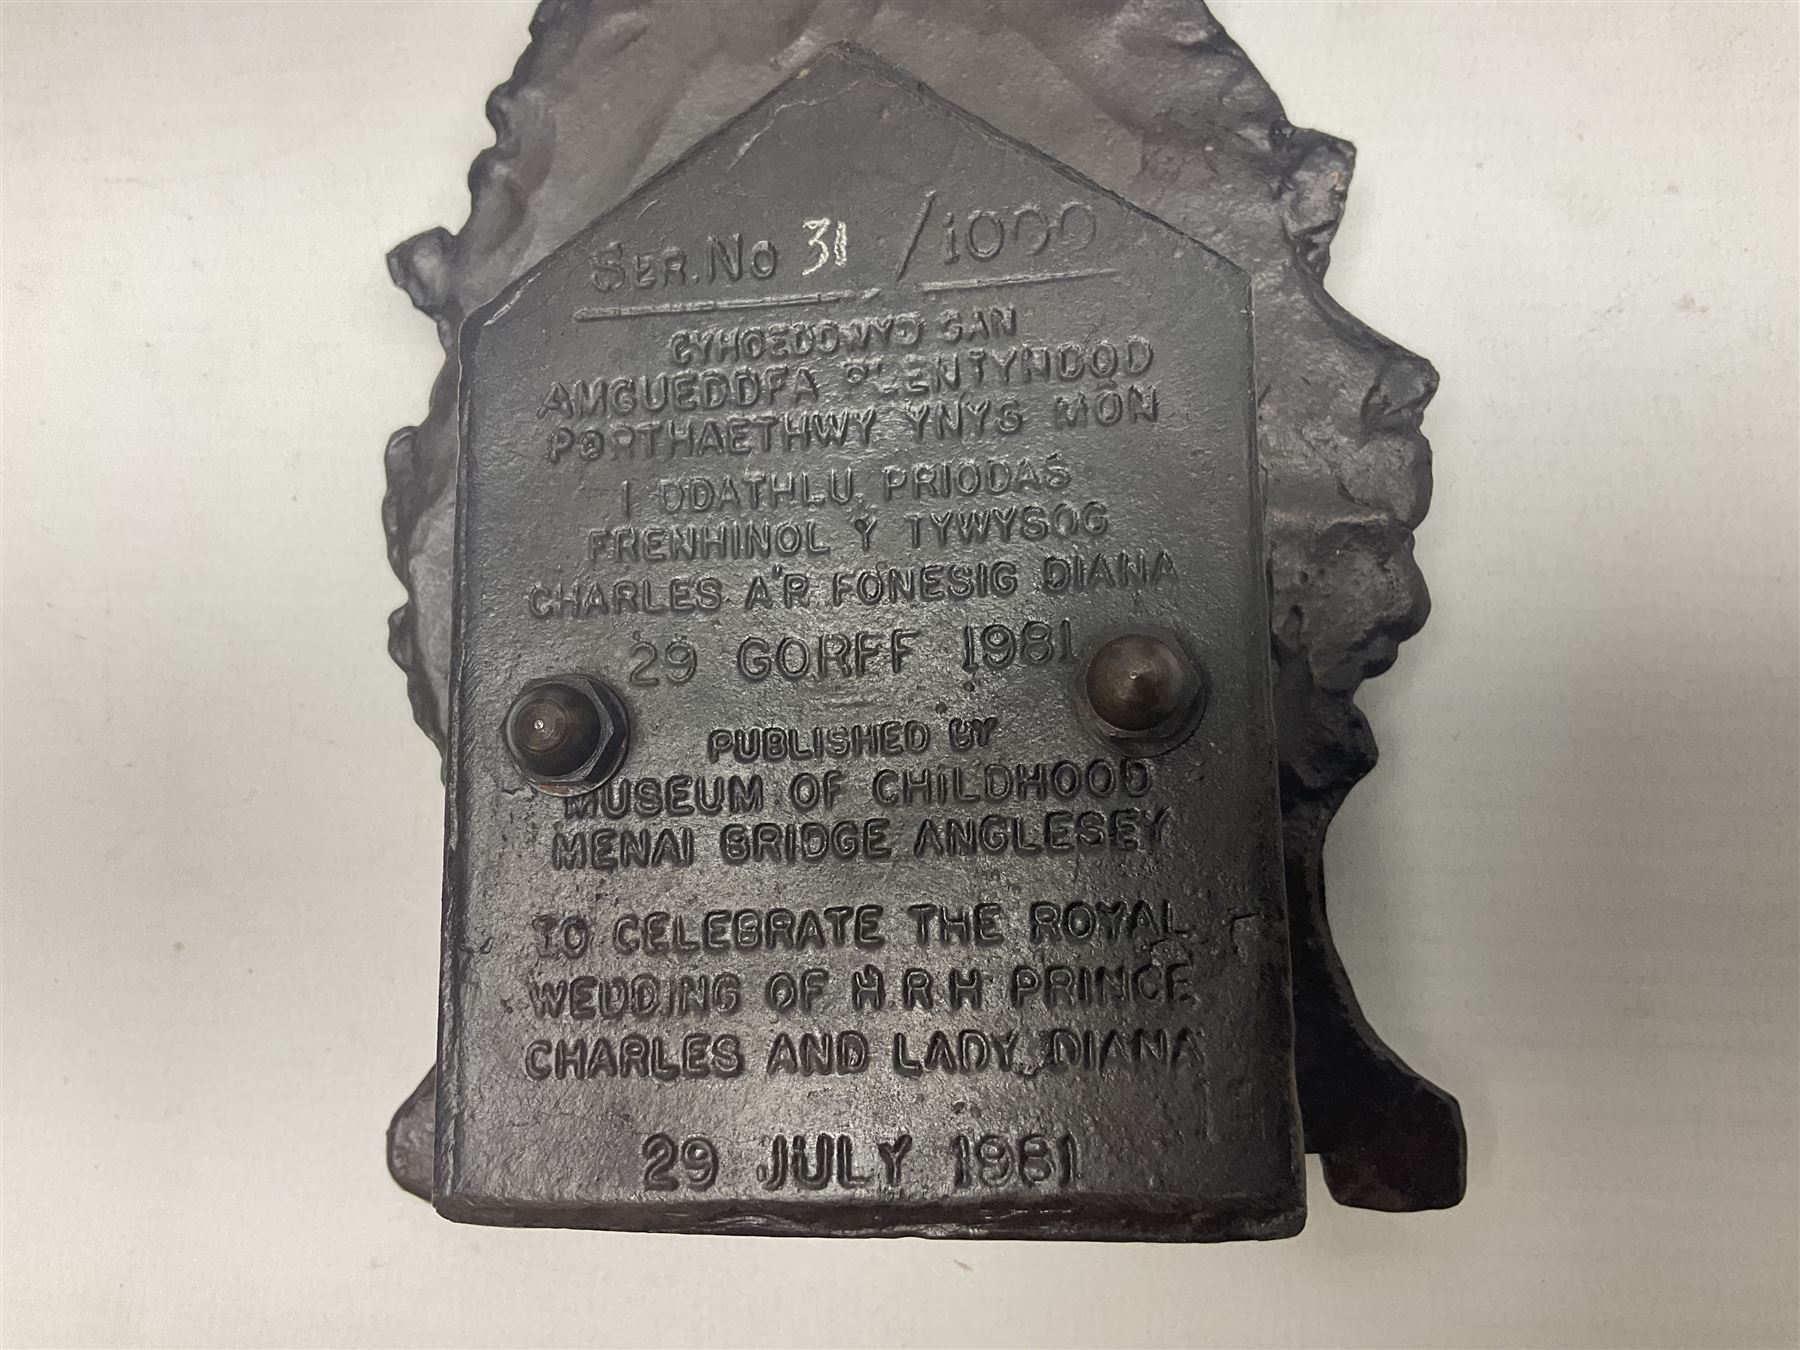 SER. NO 31 / 1000
CYHOEDDWYD GAN
AMGUEDDFA PLENTYNDOD
PORTHAETHWY YNYS MÔN
I DDATHLU PRIODAS
FRENHINOL Y TYWYSOG
CHARLES A'R FONESIG DIANA
29 GORFF 1981
PUBLISHED BY
MUSEUM OF CHILDHOOD
MENAI BRIDGE ANGLESEY
TO CELEBRATE THE ROYAL
WEDDING OF H.R.H PRINCE
CHARLES AND LADY DIANA
29 JULY 1981